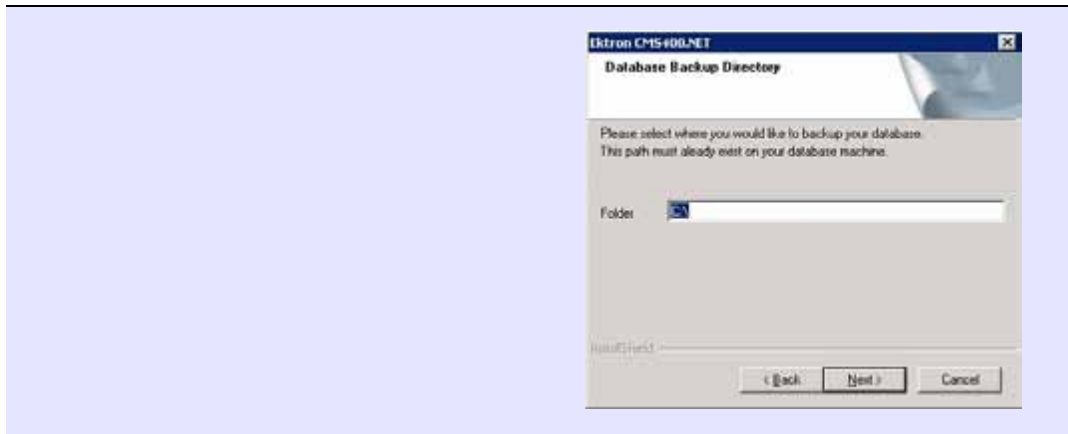 Ektron CMS400.NET
Database Backup Directory
Please select where you would like to backup your database.
This path must aleady exist on your database machine.
Folder
C:\
InstallShield
< Back
Next >
Cancel